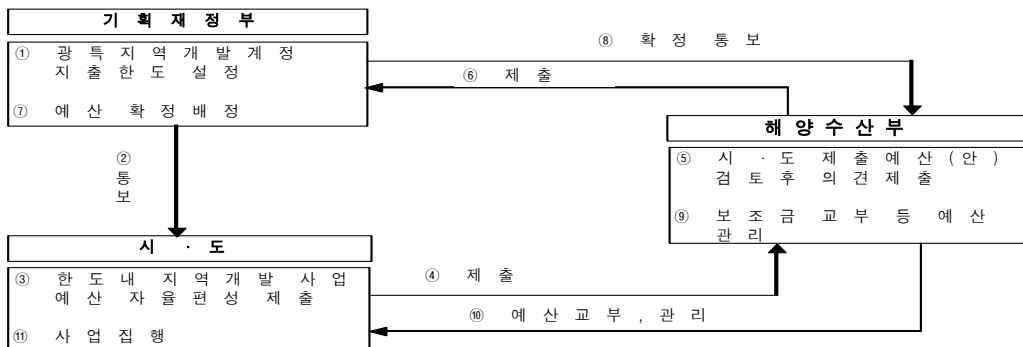 기 획 재 정 부
① 광 특 지 역 개 발 계 정
지 출 한 도 설 정
⑦ 예 산 확 정 배 정
⑧ 확 정 통 보
⑥ 제 출
②
통
보
해 양 수 산 부
⑤ 시 · 도 제 출 예 산 ( 안 )
검 토 후 의 견 제 출
⑨ 보 조 금 교 부 등 예 산
관 리
시 · 도
③ 한 도 내 지 역 개 발 사 업
예 산 자 율 편 성 제 출
⑪ 사 업 집 행
④ 제 출
⑩ 예 산 교 부 , 관 리